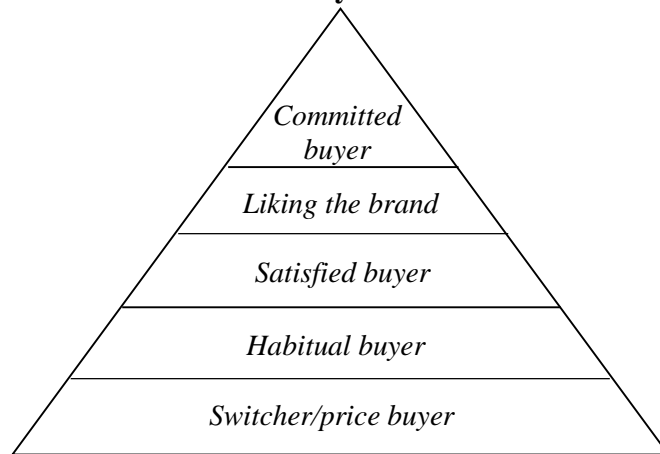 Committed
buyer
Liking the brand
Satisfied buyer
Habitual buyer
Switcher/price buyer